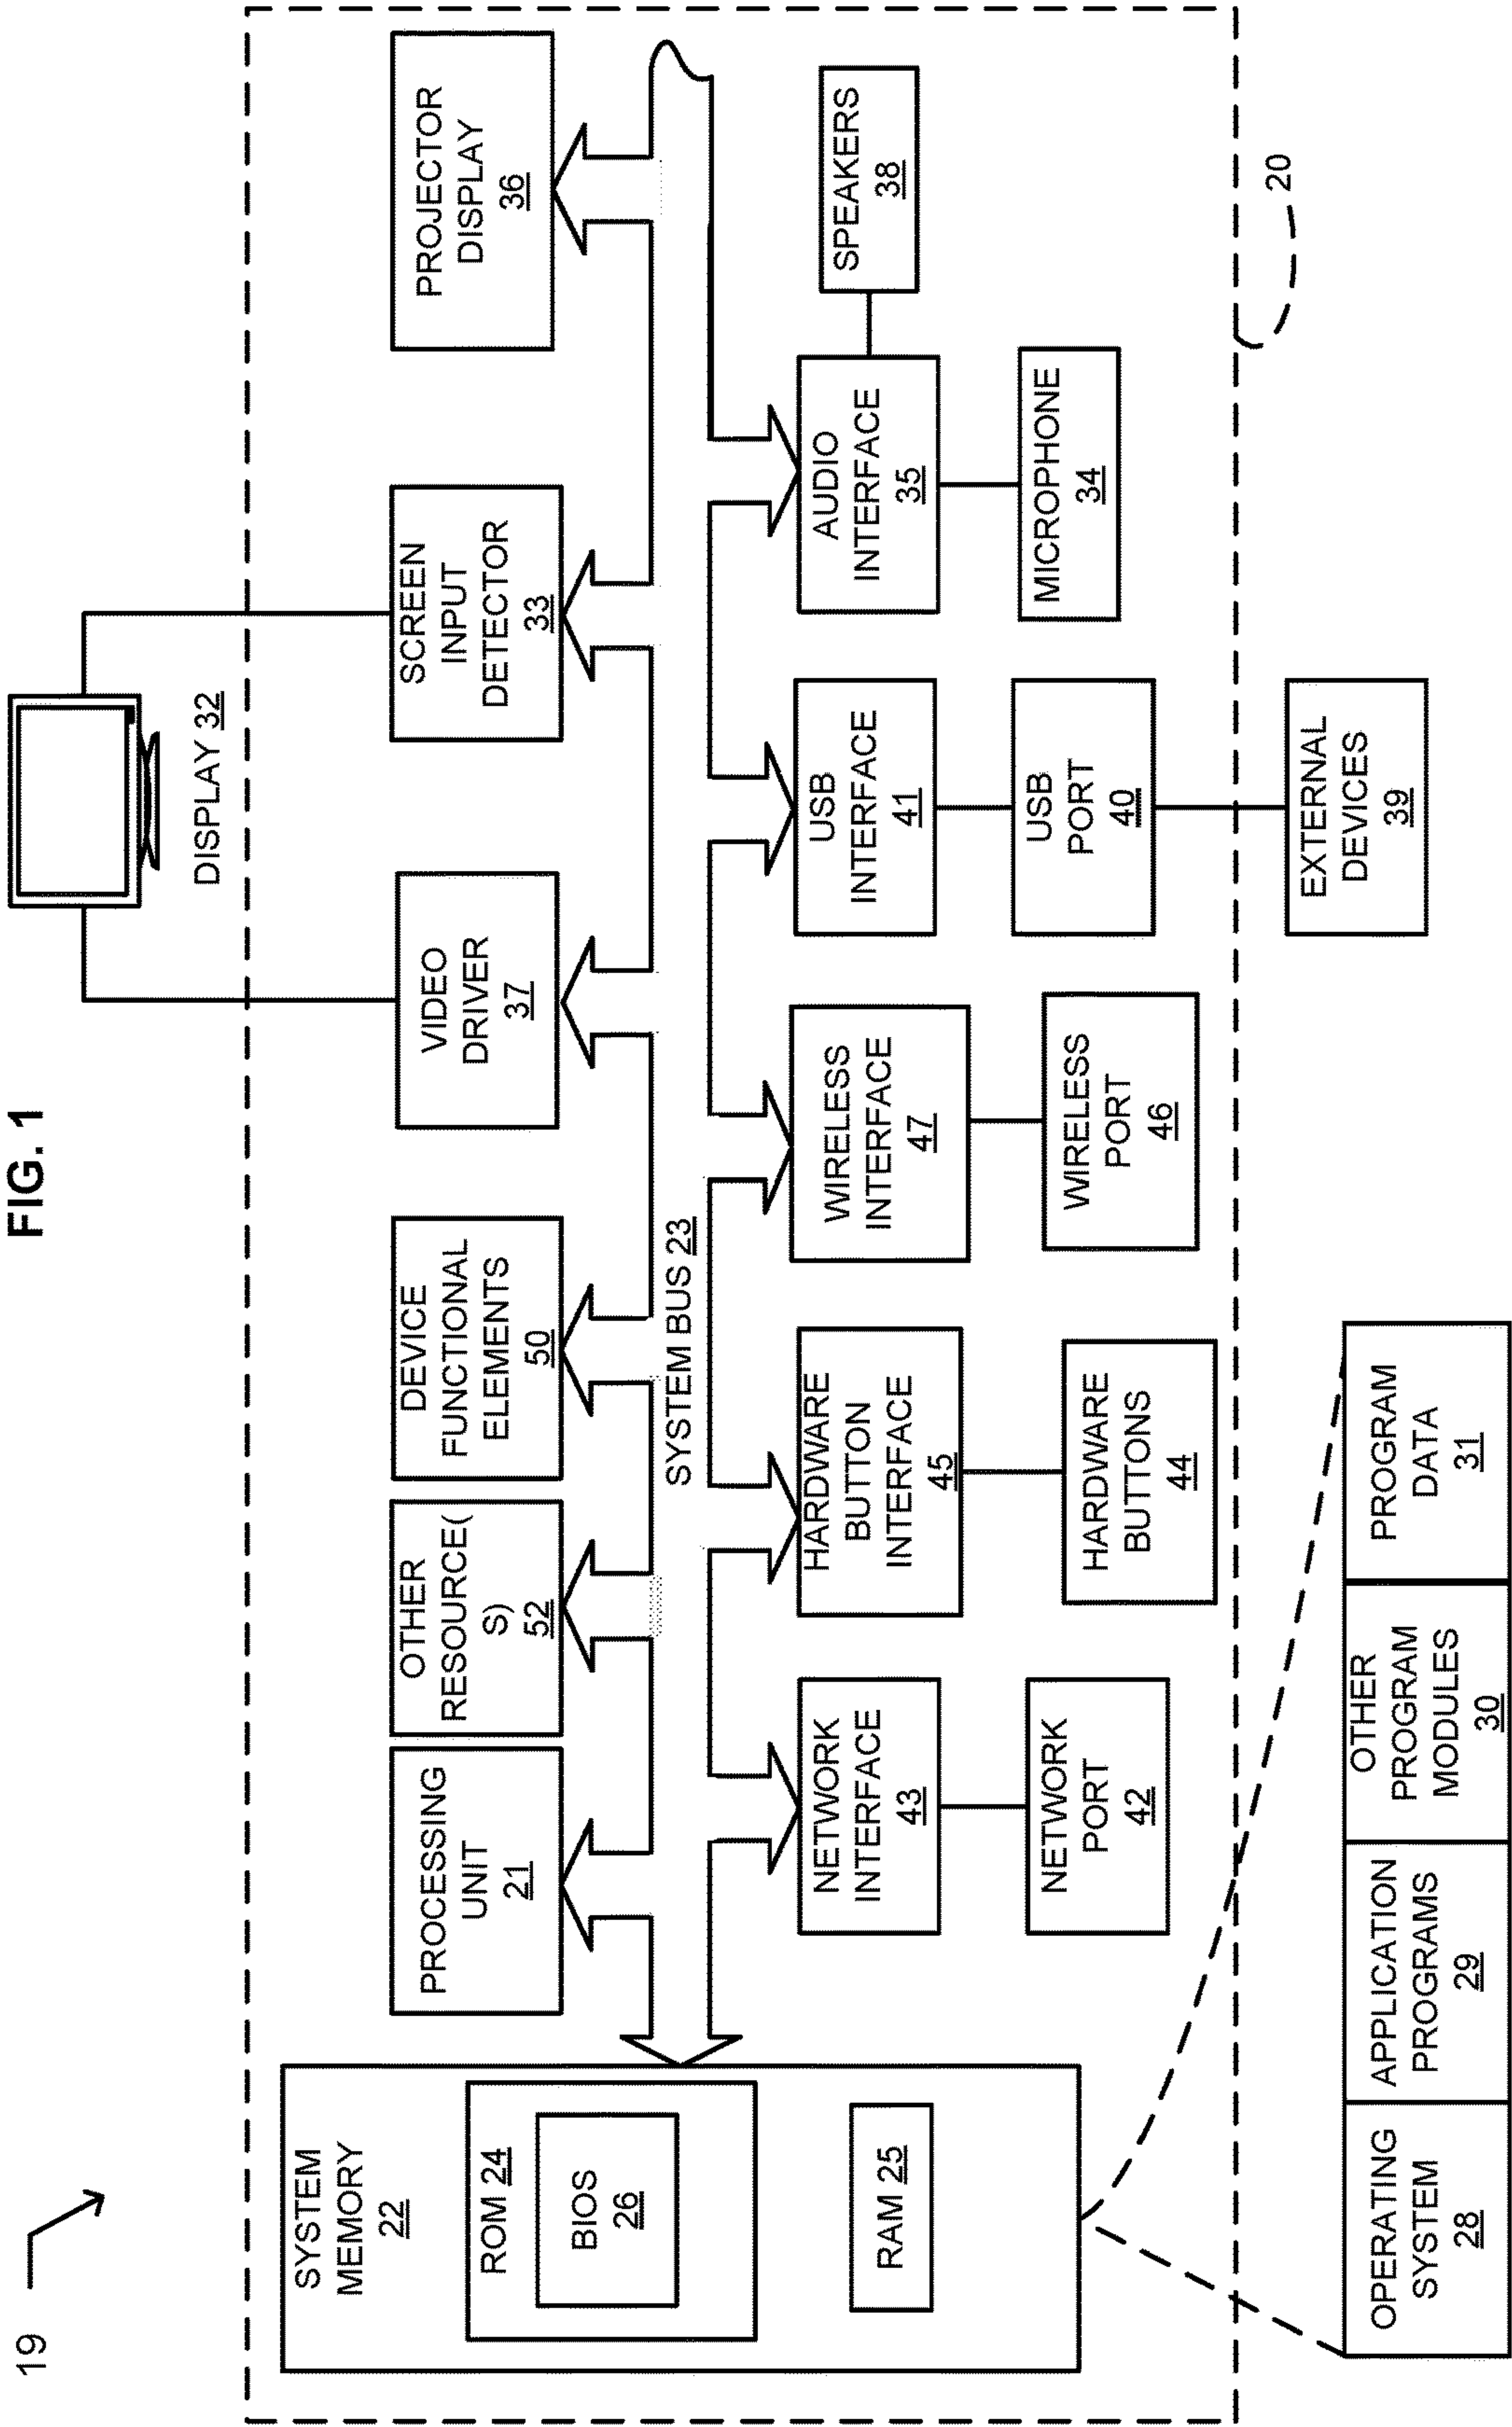 FIG. 1
19
DISPLAY 32
SYSTEM
MEMORY
22
ROM 24
BIOS
26
RAM 25
PROCESSING
UNIT
21
OTHER
RESOURCE(
S)
52
DEVICE
FUNCTIONAL
ELEMENTS
50
VIDEO
DRIVER
37
SCREEN
INPUT
DETECTOR
33
PROJECTOR
DISPLAY
36
SYSTEM BUS 23
NETWORK
INTERFACE
43
HARDWARE
BUTTON
INTERFACE
45
WIRELESS
INTERFACE
47
USB
INTERFACE
41
AUDIO
INTERFACE
35
SPEAKERS
38
NETWORK
PORT
42
HARDWARE
BUTTONS
44
WIRELESS
PORT
46
USB
PORT
40
MICROPHONE
34
20
EXTERNAL
DEVICES
39
OPERATING
SYSTEM
28
APPLICATION
PROGRAMS
29
OTHER
PROGRAM
MODULES
30
PROGRAM
DATA
31